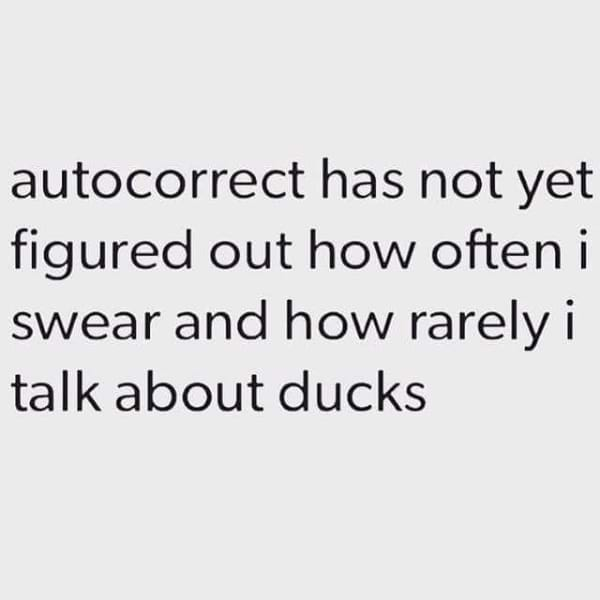 autocorrect has not yet
figured out how often i
swear and how rarely i
talk about ducks